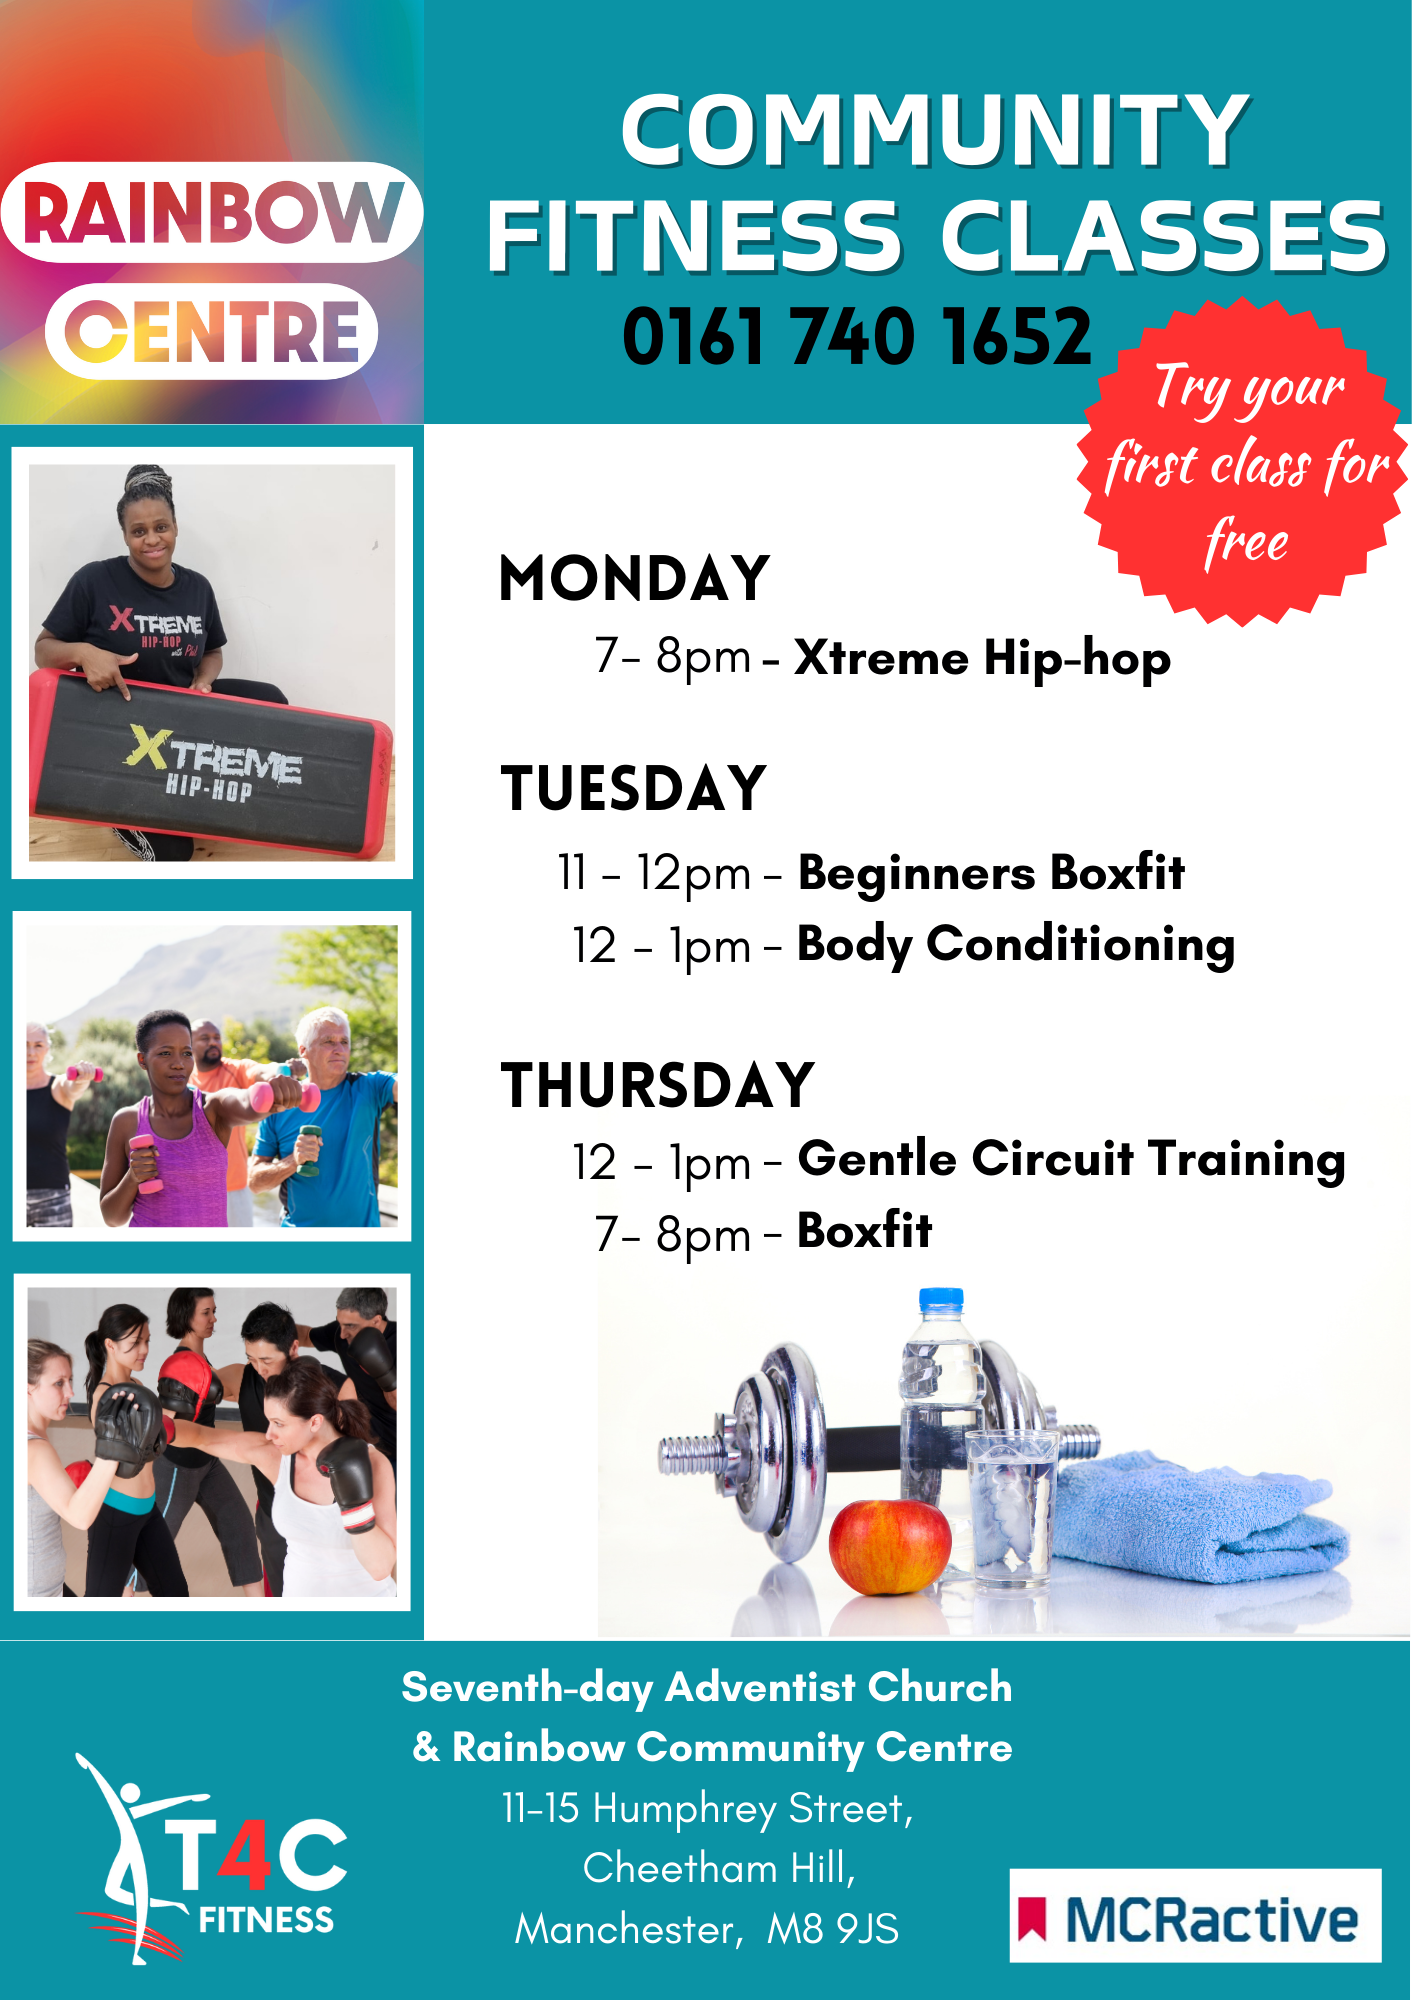 RAINBOW
CENTRE
COMMUNITY
FITNESS CLASSES
0161 740 1652
Try your
first class for
free
XTREME
HIP-HOP
with Phil
XTREME
HIP-HOP
MONDAY
7- 8pm - Xtreme Hip-hop
TUESDAY
11 - 12pm - Beginners Boxfit
12 - 1pm - Body Conditioning
THURSDAY
12 - 1pm - Gentle Circuit Training
7- 8pm - Boxfit
Seventh-day Adventist Church
& Rainbow Community Centre
11-15 Humphrey Street,
Cheetham Hill,
Manchester, M8 9JS
T4C
FITNESS
MCRactive